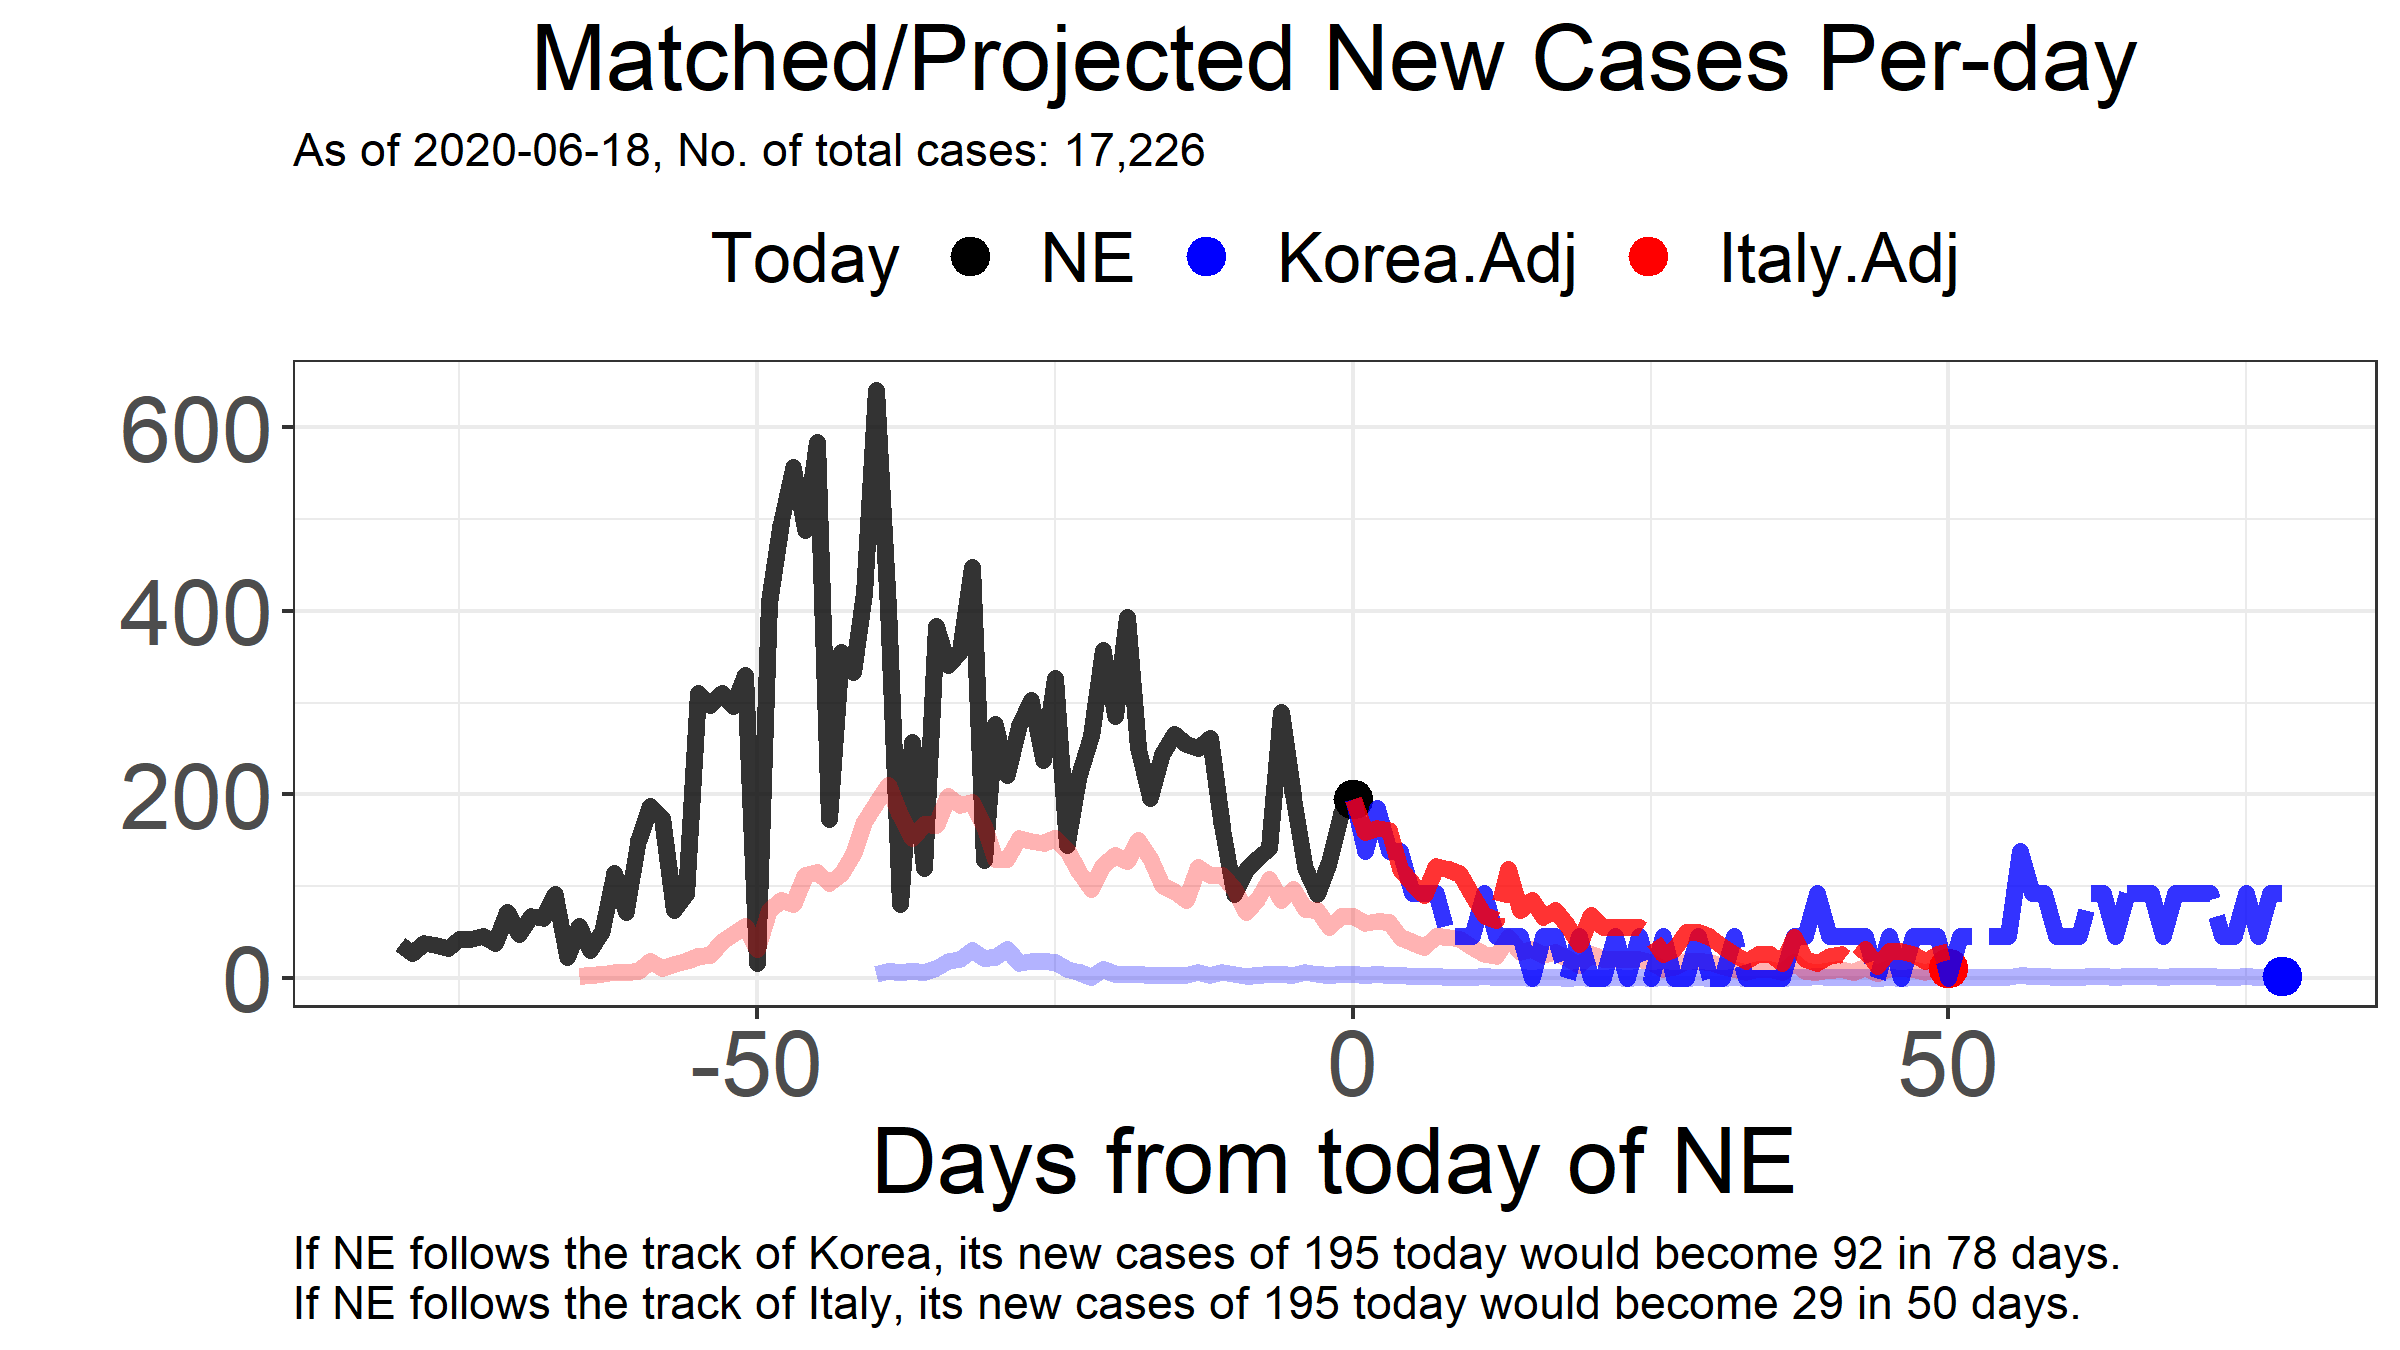 Matched/Projected New Cases Per-day
As of 2020-06-18, No. of total cases: 17,226
Today NE Korea.Adj Italy.Adj
600
400
200
0
-50 0 50
Days from today of NE
If NE follows the track of Korea, its new cases of 195 today would become 92 in 78 days.
If NE follows the track of Italy, its new cases of 195 today would become 29 in 50 days.